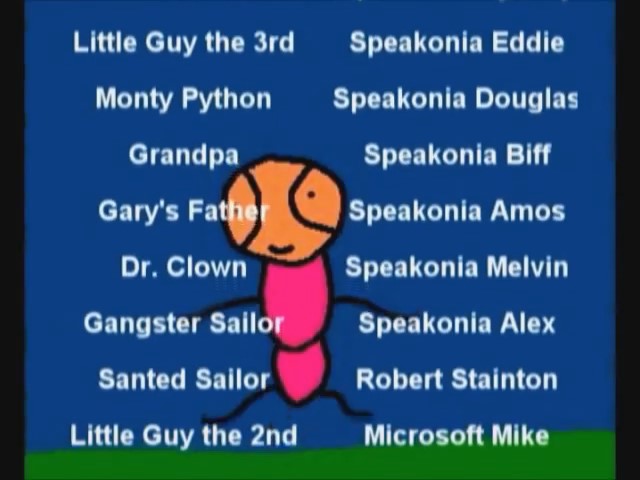 Little Guy the 3rd Speakonia Eddie
Monty Python Speakonia Douglas
Grandpa Speakonia Biff
Gary's Father Speakonia Amos
Dr. Clown Speakonia Melvin
Gangster Sailor Speakonia Alex
Santed Sailor Robert Stainton
Little Guy the 2nd Microsoft Mike